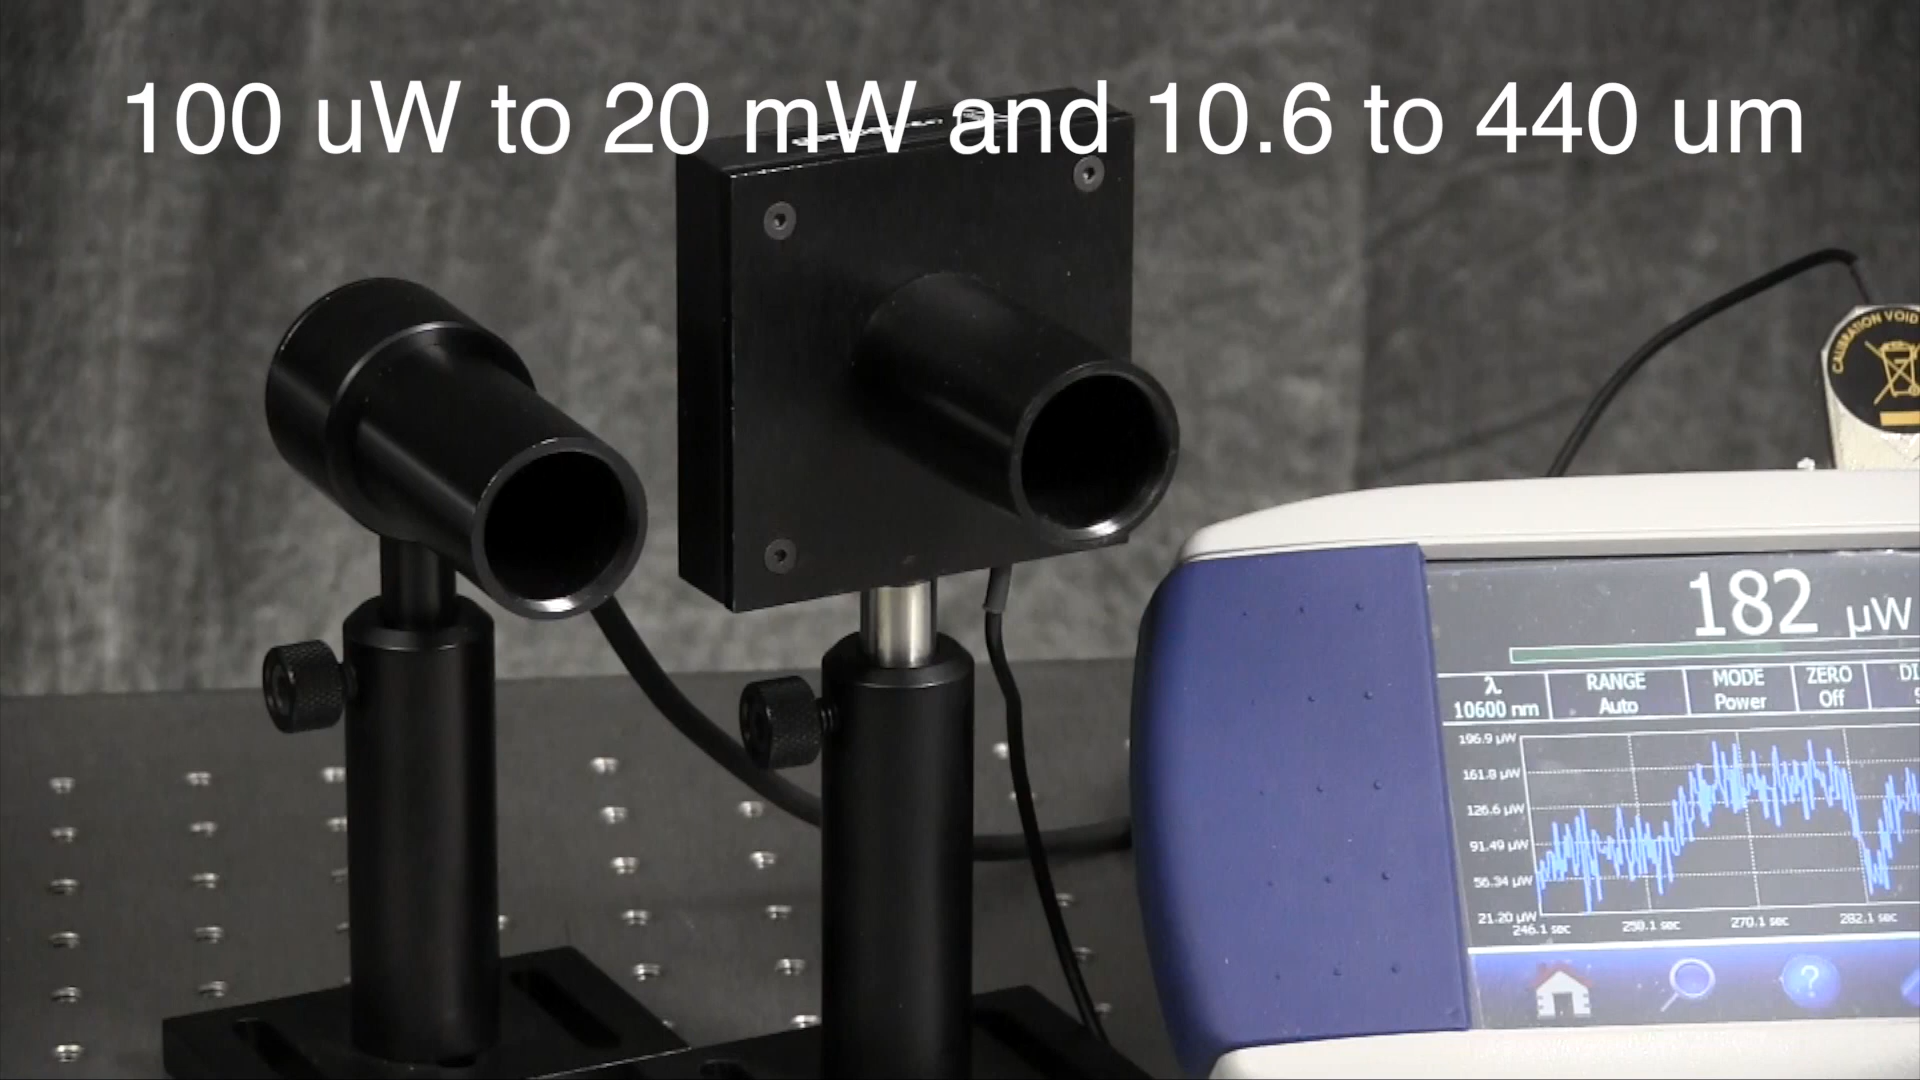 100 uW to 20 mW and 10.6 to 440 um
CALIBRATION VOID
182 µW
λ
10600 nm
RANGE
Auto
MODE
Power
ZERO
Off
DI
196.9 µW
161.8 µW
126.6 µW
91.49 µW
56.34 µW
21.20 µW
246.1 sec
258.1 sec
270.1 sec
282.1 sec
?